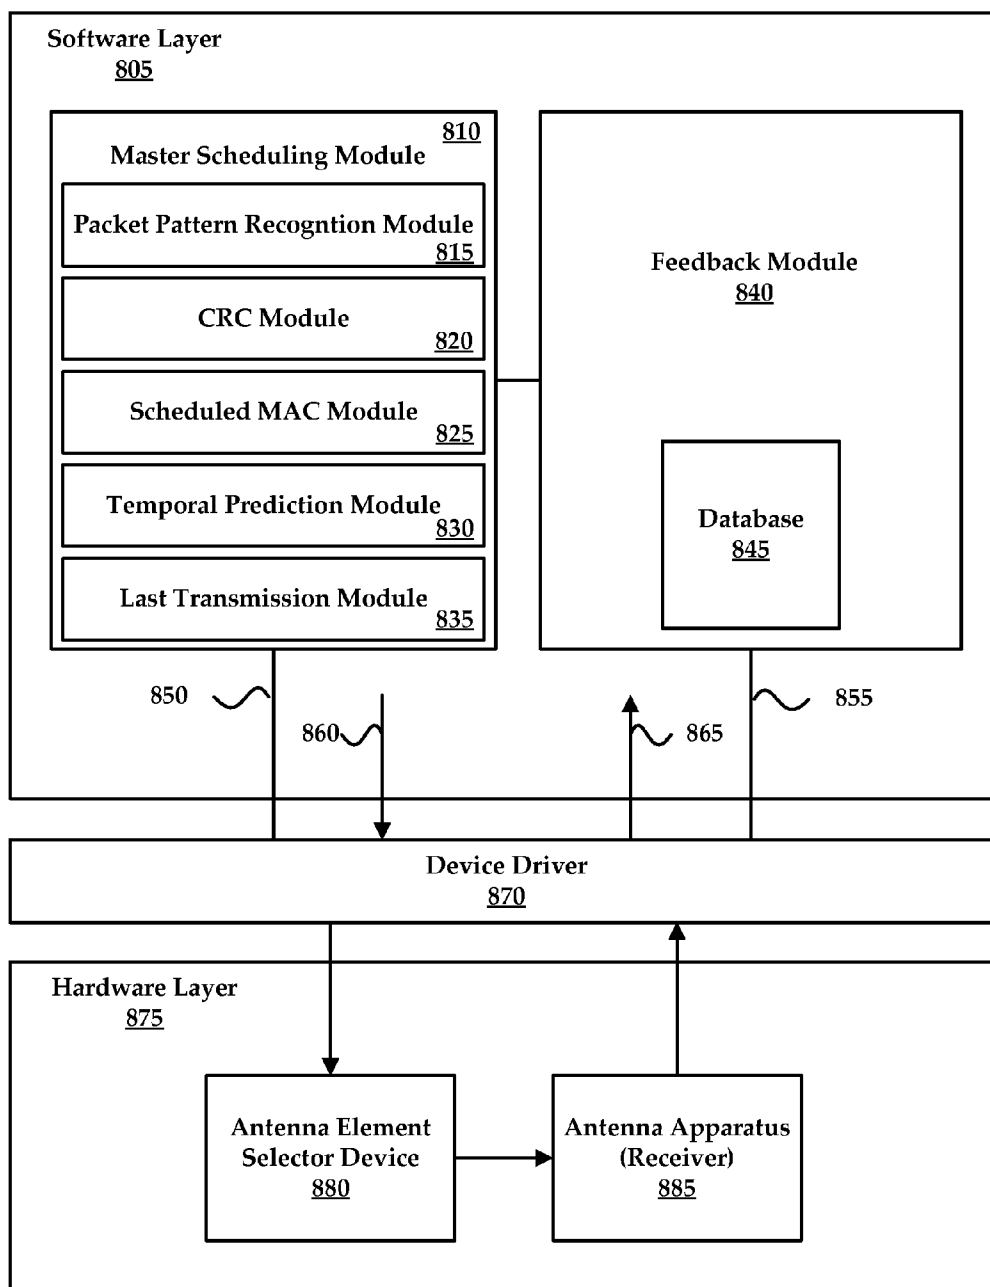 Software Layer
805
810
Master Scheduling Module
Packet Pattern Recogntion Module
815
CRC Module
820
Scheduled MAC Module
825
Temporal Prediction Module
830
Last Transmission Module
835
Feedback Module
840
Database
845
850
860
865
855
Device Driver
870
Hardware Layer
875
Antenna Element
Selector Device
880
Antenna Apparatus
(Receiver)
885